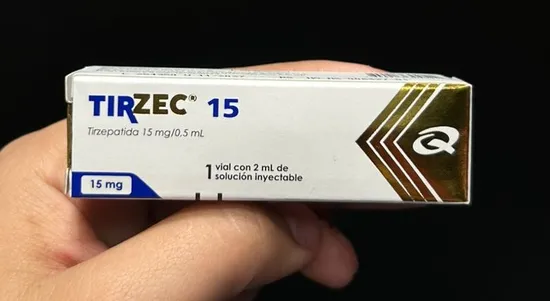 TIRZEC® 15
Tirzepatida 15 mg/0.5 mL
1 vial con 2 mL de
solución inyectable
15 mg